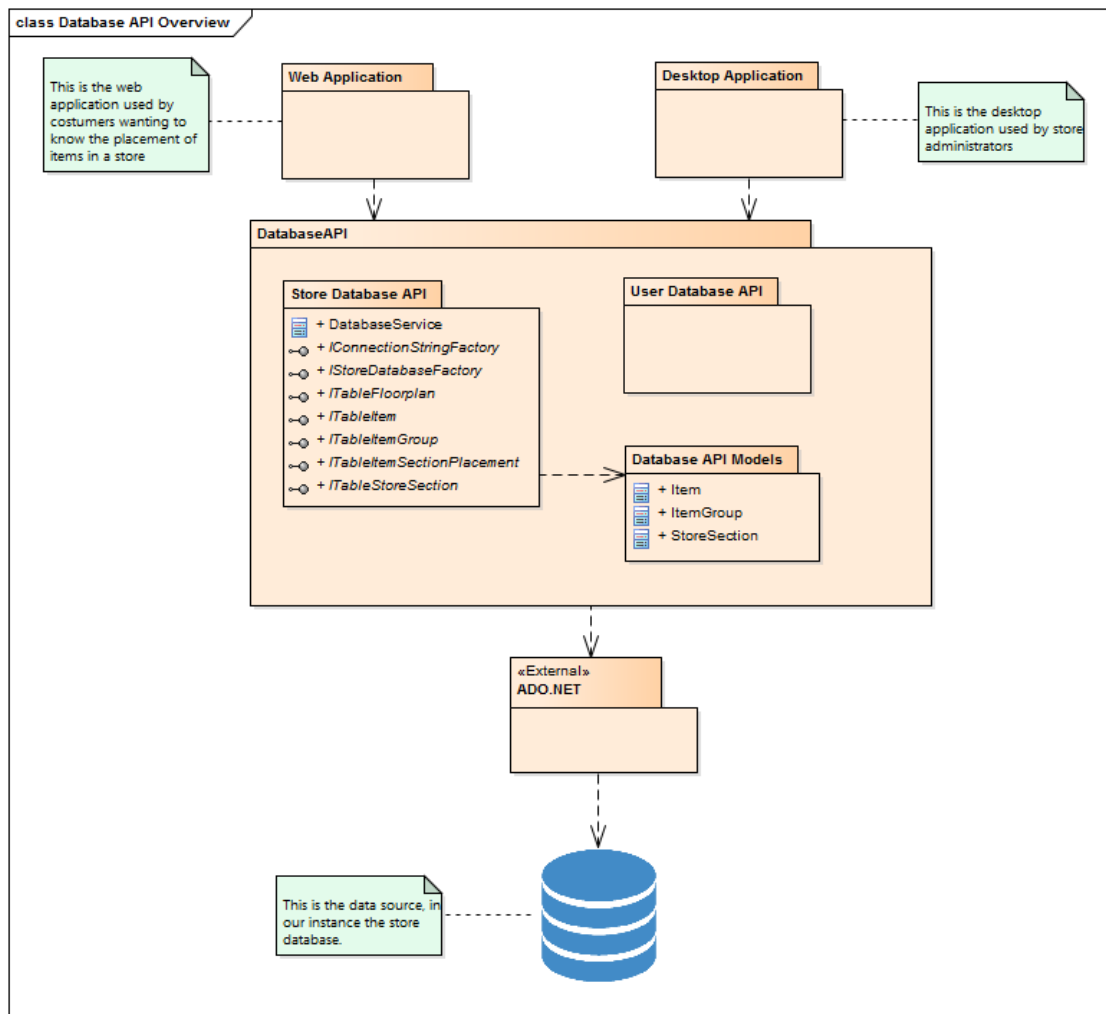 class Database API Overview
This is the web
application used by
costumers wanting to
know the placement of
items in a store
Web Application
Desktop Application
This is the desktop
application used by store
administrators
DatabaseAPI
Store Database API
+ DatabaseService
+ IConnectionStringFactory
+ IStoreDatabaseFactory
+ ITableFloorplan
+ ITableItem
+ ITableItemGroup
+ ITableItemSectionPlacement
+ ITableStoreSection
User Database API
Database API Models
+ Item
+ ItemGroup
+ StoreSection
«External»
ADO.NET
This is the data source, in
our instance the store
database.